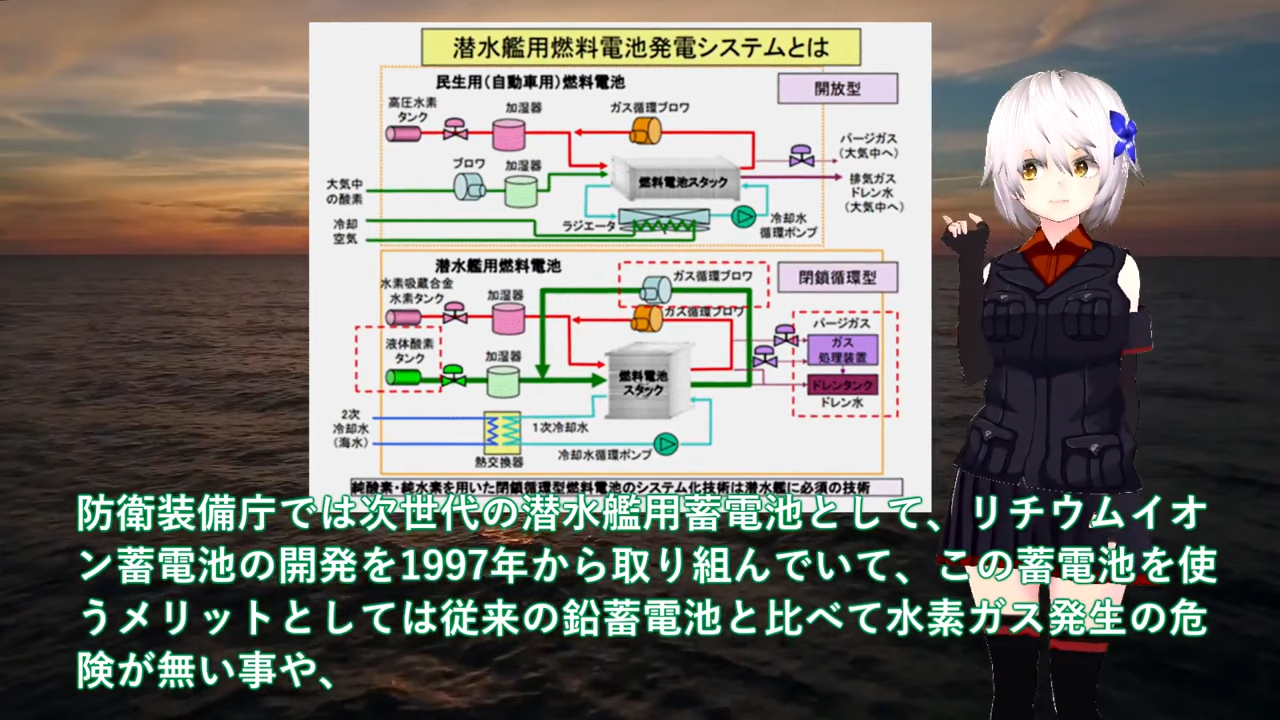 潜水艦用燃料電池発電システムとは
民生用(自動車用)燃料電池
開放型
高圧水素
タンク
加湿器
ガス循環ブロワ
パージガス
(大気中へ)
ブロワ
加湿器
大気中
の酸素
燃料電池スタック
排気ガス
ドレン水
(大気中へ)
冷却
空気
ラジエータ
冷却水
循環ポンプ
潜水艦用燃料電池
閉鎖循環型
水素吸蔵合金
水素タンク
加湿器
ガス循環ブロワ
ガス循環ブロワ
パージガス
ガス
処理装置
液体酸素
タンク
加湿器
燃料電池
スタック
ドレンタンク
ドレン水
2次
冷却水
(海水)
1次冷却水
冷却水循環ポンプ
熱交換器
純酸素・純水素を用いた閉鎖循環型燃料電池のシステム化技術は潜水艦に必須の技術
防衛装備庁では次世代の潜水艦用蓄電池として、リチウムイオ
ン蓄電池の開発を1997年から取り組んでいて、この蓄電池を使
うメリットとしては従来の鉛蓄電池と比べて水素ガス発生の危
険が無い事や、